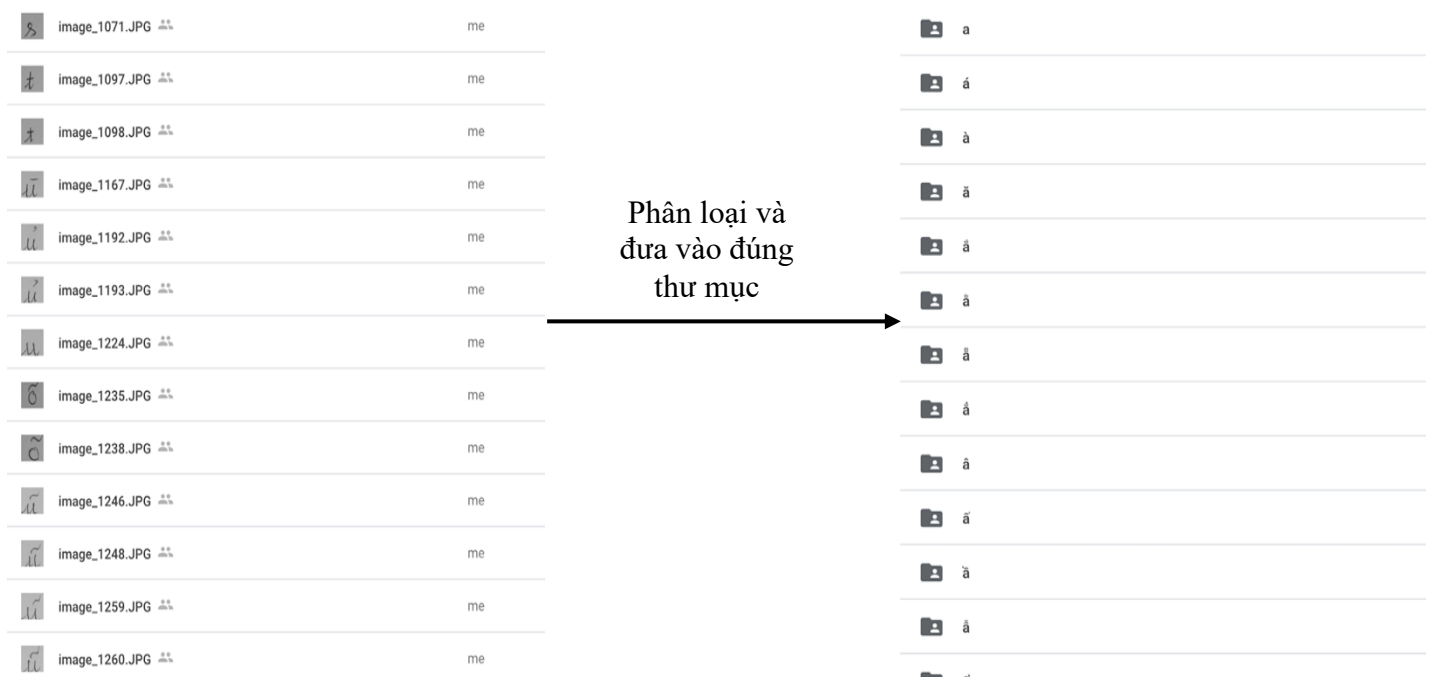 image_1071.JPG me
image_1097.JPG me
image_1098.JPG me
image_1167.JPG me
image_1192.JPG me
image_1193.JPG me
image_1224.JPG me
image_1235.JPG me
image_1238.JPG me
image_1246.JPG me
image_1248.JPG me
image_1259.JPG me
image_1260.JPG me
Phân loại và
đưa vào đúng
thư mục
a
á
à
ă
â